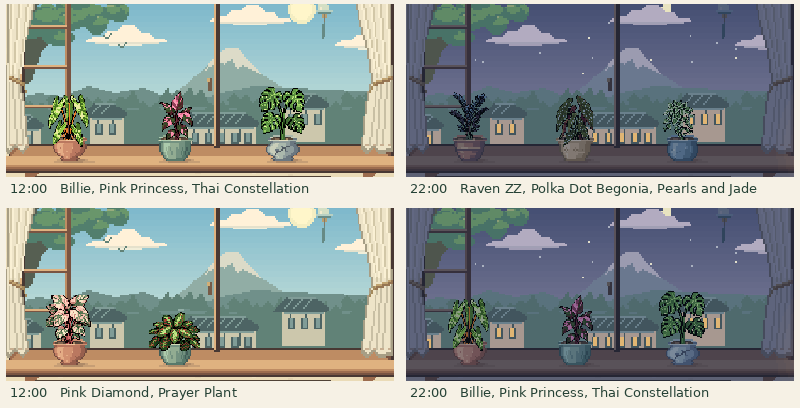 12:00 Billie, Pink Princess, Thai Constellation
22:00 Raven ZZ, Polka Dot Begonia, Pearls and Jade
12:00 Pink Diamond, Prayer Plant
22:00 Billie, Pink Princess, Thai Constellation